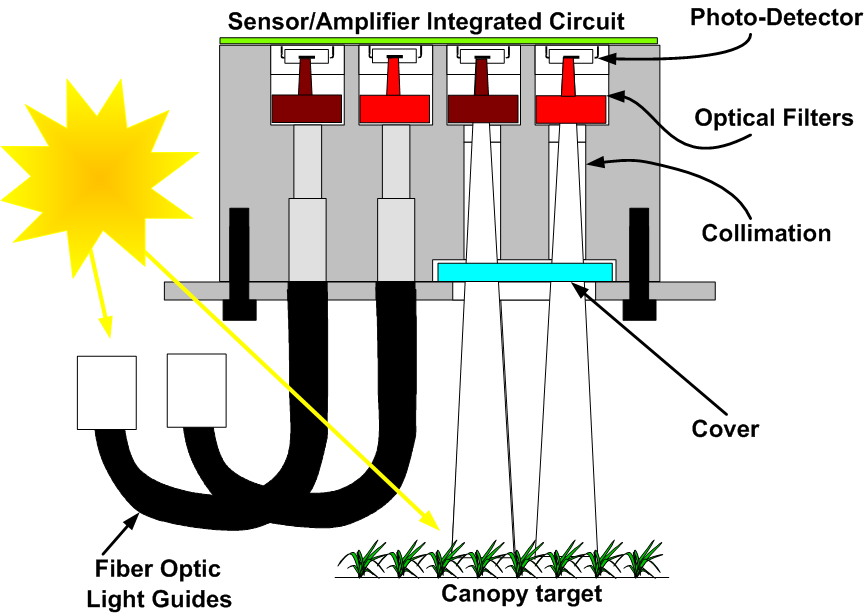 Sensor/Amplifier Integrated Circuit
Photo-Detector
Optical Filters
Collimation
Cover
Fiber Optic
Light Guides
Canopy target